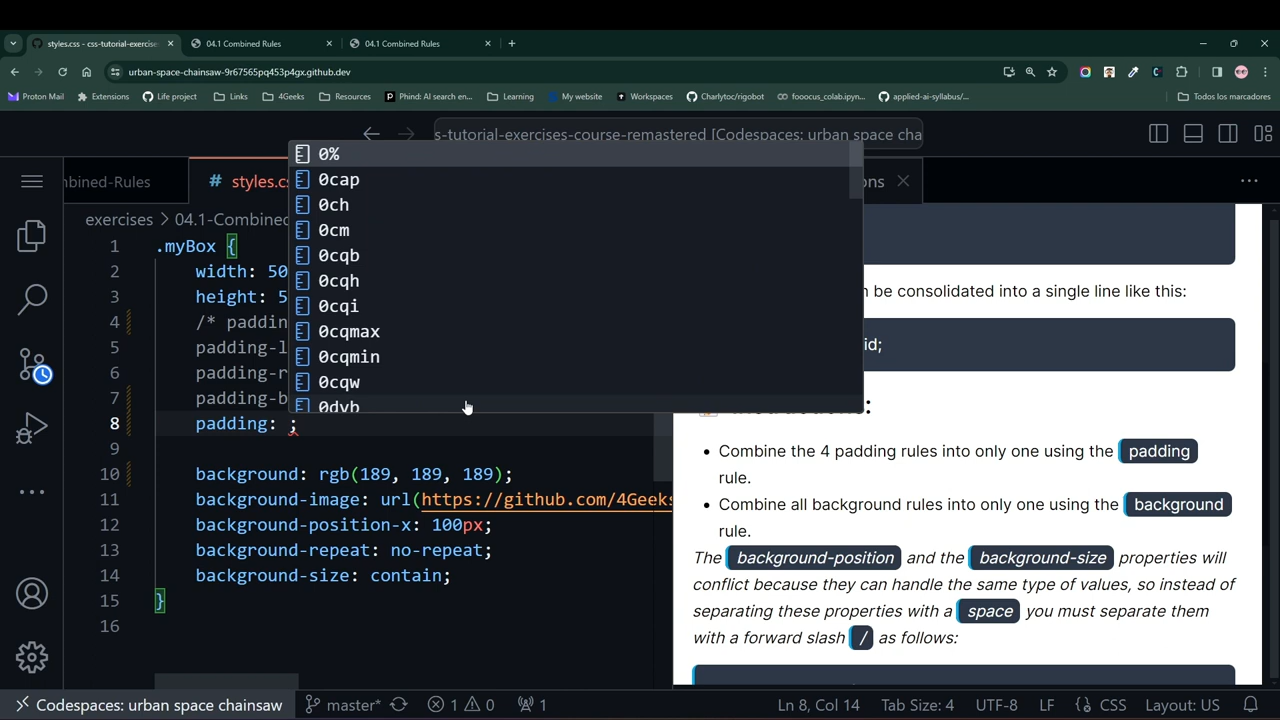 styles.css - css-tutorial-exercise
04.1 Combined Rules
04.1 Combined Rules
urban-space-chainsaw-9r67565pq453p4gx.github.dev
Proton Mail Extensions Life project Links 4Geeks Resources Phind: AI search en... Learning My website Workspaces Charlytoc/rigobot fooocus_colab.ipyn... applied-ai-syllabus/... Todos los marcadores
s-tutorial-exercises-course-remastered [Codespaces: urban space cha
nbined-Rules # styles.cs ons
exercises > 04.1-Combined
0%
0cap
0ch
0cm
0cqb
0cqh
0cqi
0cqmax
0cqmin
0cqw
0dvb
1 .myBox {
2 width: 50
3 height: 5
4 /* paddin
5 padding-l
6 padding-r
7 padding-b
8 padding: ;
9
10 background: rgb(189, 189, 189);
11 background-image: url(https://github.com/4Geeks
12 background-position-x: 100px;
13 background-repeat: no-repeat;
14 background-size: contain;
15 }
16
n be consolidated into a single line like this:
id;
:
• Combine the 4 padding rules into only one using the padding
rule.
• Combine all background rules into only one using the background
rule.
The background-position and the background-size properties will
conflict because they can handle the same type of values, so instead of
separating these properties with a space you must separate them
with a forward slash / as follows:
Codespaces: urban space chainsaw master* 1 0 1 Ln 8, Col 14 Tab Size: 4 UTF-8 LF {} CSS Layout: US